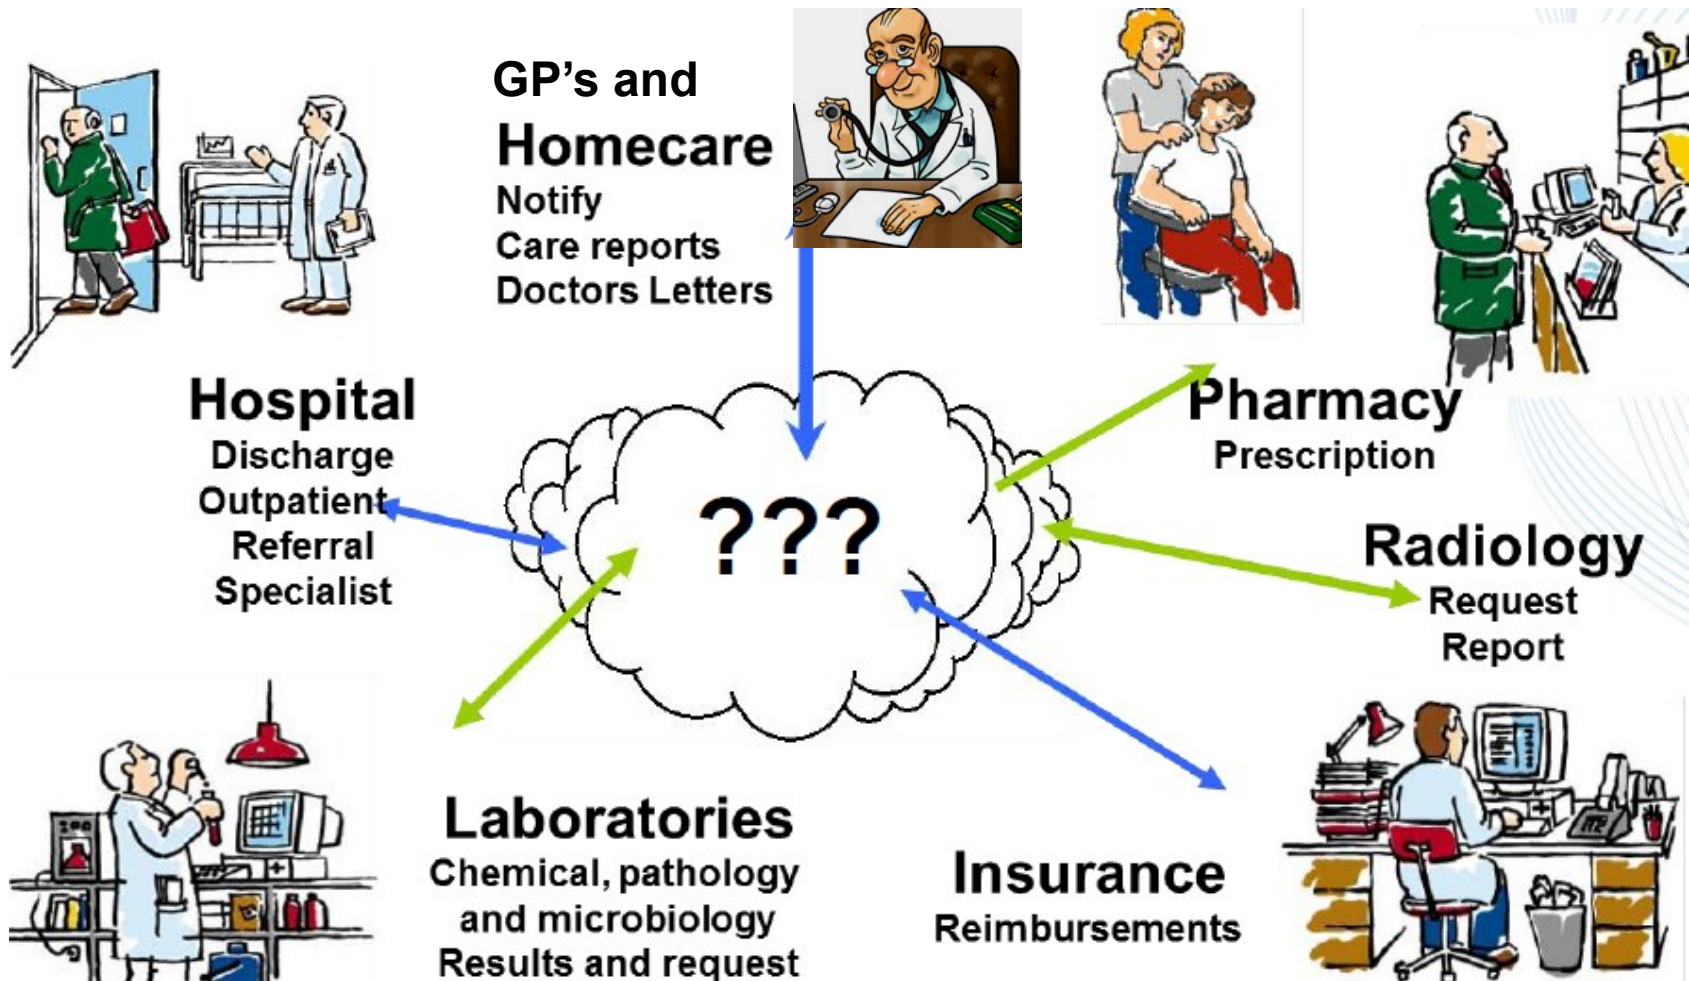 GP’s and
Homecare
Notify
Care reports
Doctors Letters
Hospital
Discharge
Outpatient
Referral
Specialist
???
Pharmacy
Prescription
Radiology
Request
Report
Laboratories
Chemical, pathology
and microbiology
Results and request
Insurance
Reimbursements